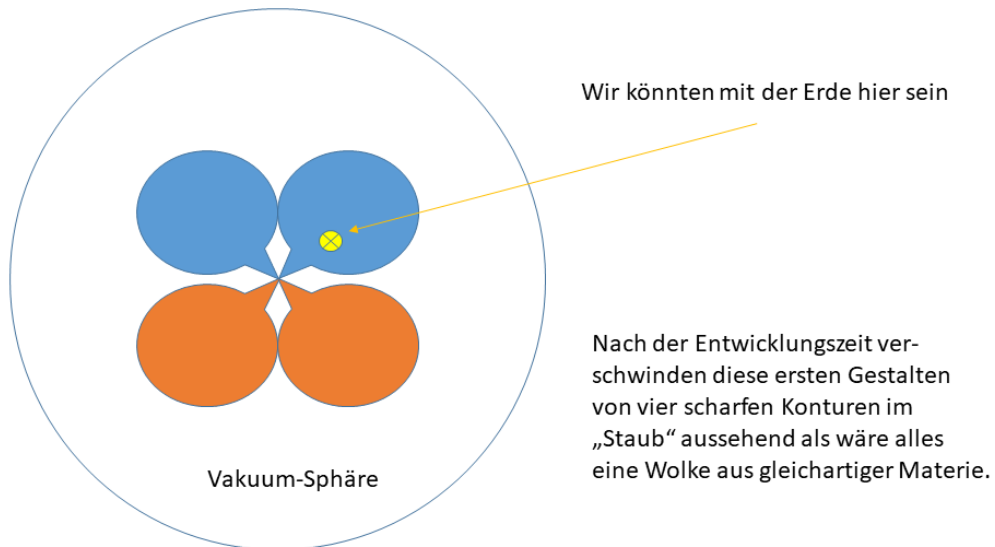 Wir könnten mit der Erde hier sein
Nach der Entwicklungszeit ver-
schwinden diese ersten Gestalten
von vier scharfen Konturen im
„Staub“ aussehend als wäre alles
eine Wolke aus gleichartiger Materie.
Vakuum-Sphäre